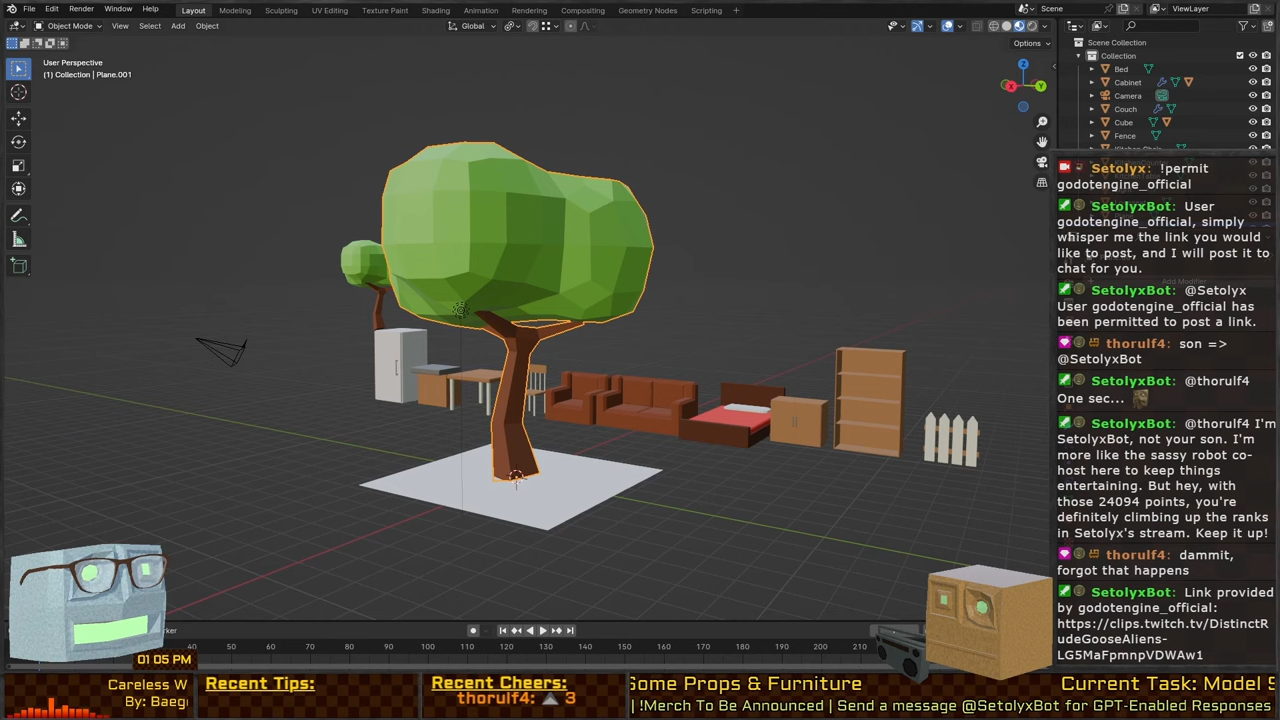 File Edit Render Window Help Layout Modeling Sculpting UV Editing Texture Paint Shading Animation Rendering Compositing Geometry Nodes Scripting + Scene ViewLayer
Object Mode View Select Add Object Global
Options
User Perspective
(1) Collection | Plane.001
Z
X
Y
Scene Collection
Collection
Bed
Cabinet
Camera
Couch
Cube
Fence
Setolyx: !permit
godotengine_official
SetolyxBot: User
godotengine_official, simply
whisper me the link you would
like to post, and I will post it to
chat for you.
SetolyxBot: @Setolyx
User godotengine_official has
been permitted to post a link.
thorulf4: son =>
@SetolyxBot
SetolyxBot: @thorulf4
One sec...
SetolyxBot: @thorulf4 I'm
SetolyxBot, not your son. I'm
more like the sassy robot co-
host here to keep things
entertaining. But hey, with
those 24094 points, you're
definitely climbing up the ranks
in Setolyx's stream. Keep it up!
thorulf4: dammit,
forgot that happens
SetolyxBot: Link provided
by godotengine_official:
https://clips.twitch.tv/DistinctR
udeGooseAliens-
LG5MaFpmnpVDWAw1
40 50 60 70 80 90 100 110 120 130 140 150 160 170 180 190 200 210
01 05 PM
Careless W
By: Baegi
Recent Tips:
Recent Cheers:
thorulf4: 3
Some Props & Furniture Current Task: Model S
| !Merch To Be Announced | Send a message @SetolyxBot for GPT-Enabled Responses